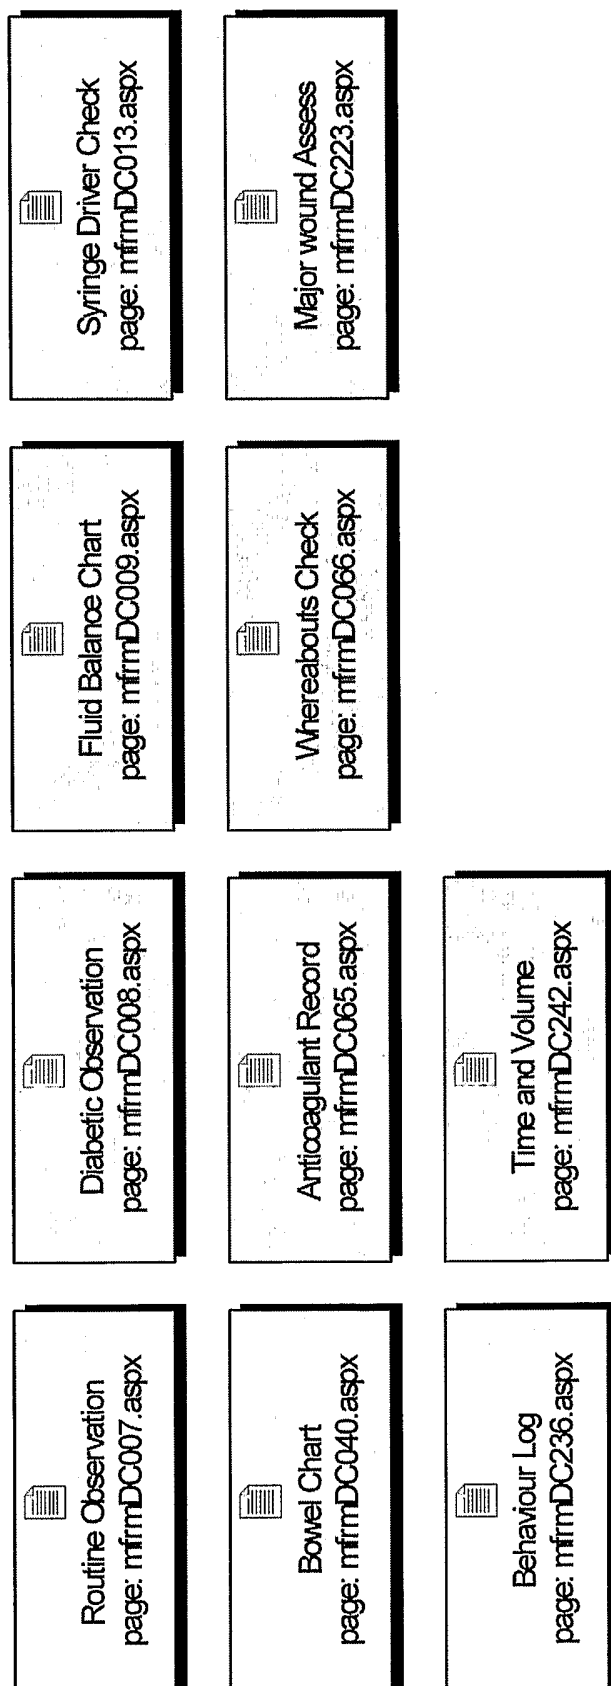 Routine Observation
page: mfrmDC007.aspx
Diabetic Observation
page: mfrmDC008.aspx
Fluid Balance Chart
page: mfrmDC009.aspx
Syringe Driver Check
page: mfrmDC013.aspx
Bowel Chart
page: mfrmDC040.aspx
Anticoagulant Record
page: mfrmDC065.aspx
Whereabouts Check
page: mfrmDC066.aspx
Major wound Assess
page: mfrmDC223.aspx
Behaviour Log
page: mfrmDC236.aspx
Time and Volume
page: mfrmDC242.aspx